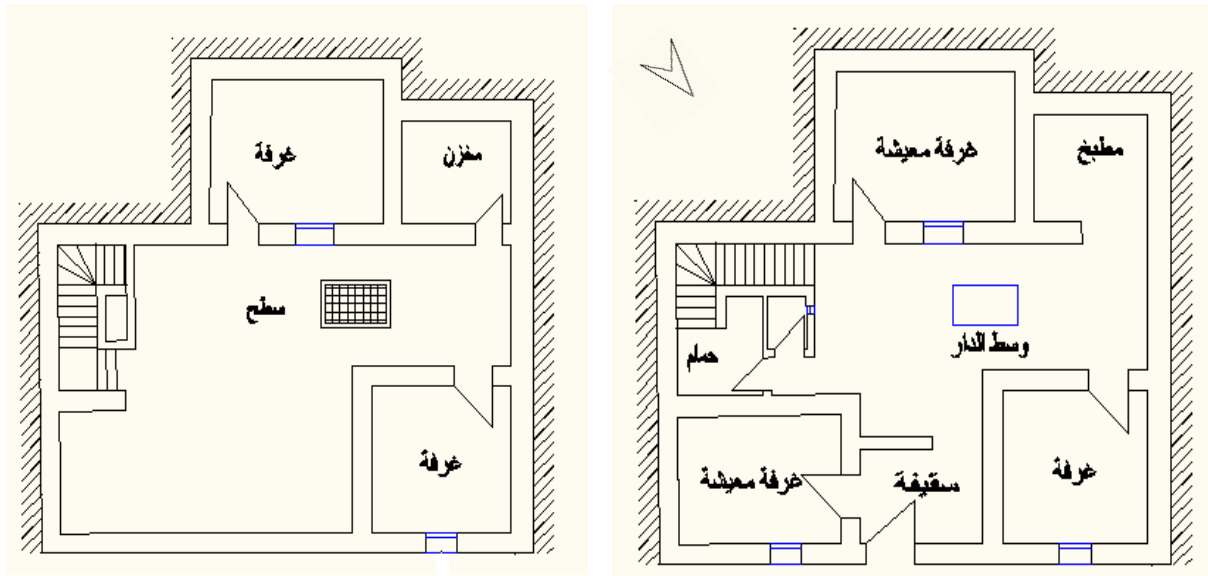 غرفة
مخزن
سطح
غرفة
غرفة معيشة
مطبخ
وسط الدار
حمام
غرفة معيشة
سقيفة
غرفة